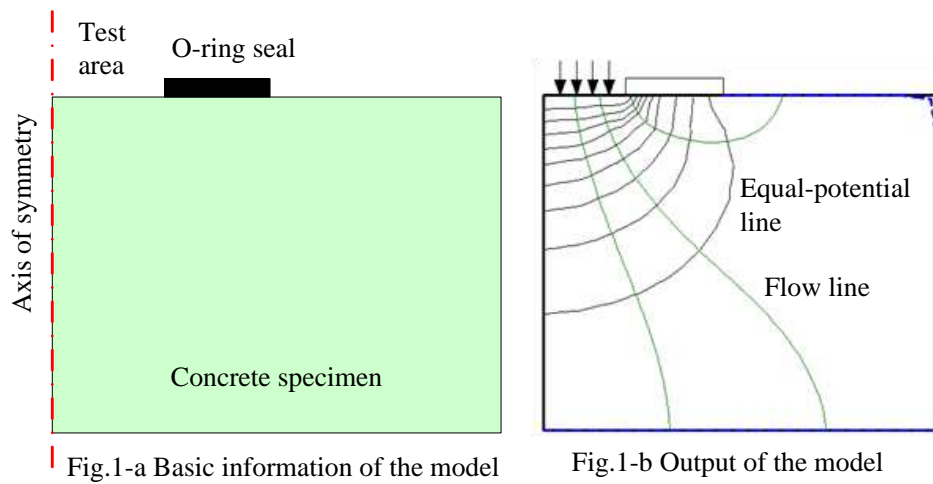 Test
area
O-ring seal
Axis of symmetry
Concrete specimen
Fig.1-a Basic information of the model
Equal-potential
line
Flow line
Fig.1-b Output of the model